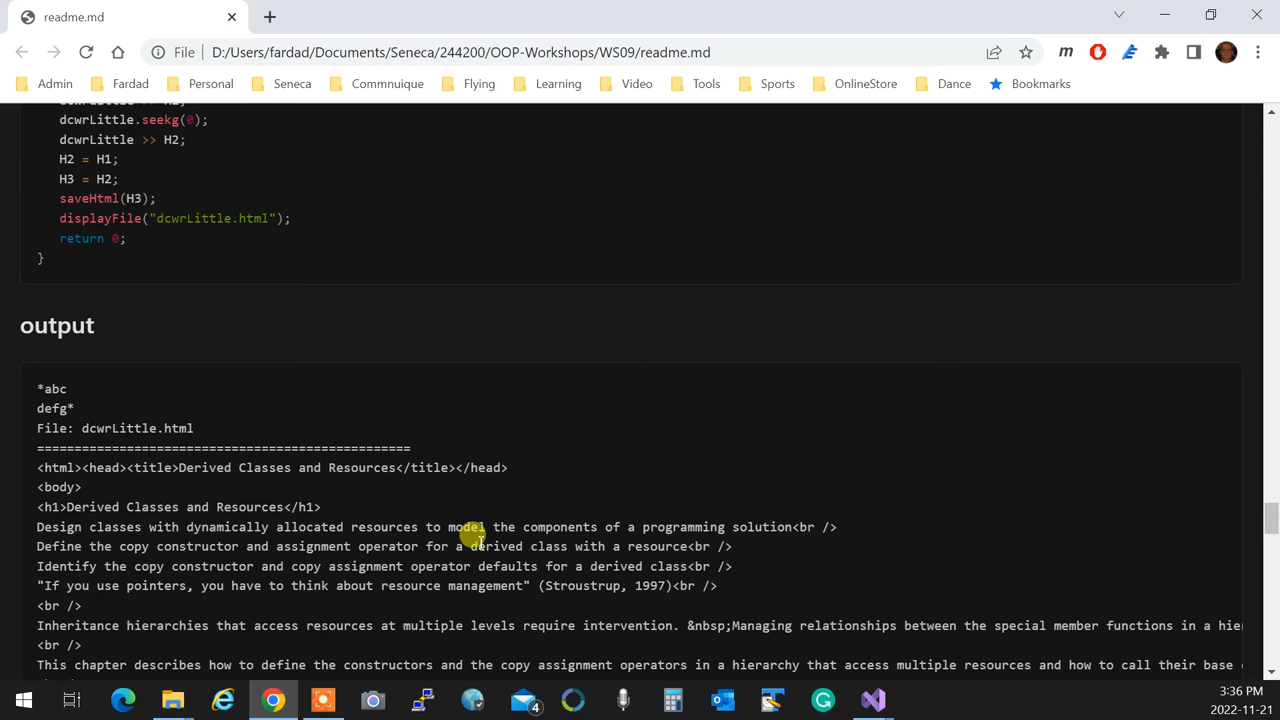 readme.md
File D:/Users/fardad/Documents/Seneca/244200/OOP-Workshops/WS09/readme.md
m
Admin Fardad Personal Seneca Commnuique Flying Learning Video Tools Sports OnlineStore Dance Bookmarks
dcwrLittle.seekg(0);
dcwrLittle >> H2;
H2 = H1;
H3 = H2;
saveHtml(H3);
displayFile("dcwrLittle.html");
return 0;
}
output
*abc
defg*
File: dcwrLittle.html
==================================================
<html><head><title>Derived Classes and Resources</title></head>
<body>
<h1>Derived Classes and Resources</h1>
Design classes with dynamically allocated resources to model the components of a programming solution<br />
Define the copy constructor and assignment operator for a derived class with a resource<br />
Identify the copy constructor and copy assignment operator defaults for a derived class<br />
"If you use pointers, you have to think about resource management" (Stroustrup, 1997)<br />
<br />
Inheritance hierarchies that access resources at multiple levels require intervention. &nbsp;Managing relationships between the special member functions in a hier
<br />
This chapter describes how to define the constructors and the copy assignment operators in a hierarchy that access multiple resources and how to call their base
4
3:36 PM
2022-11-21